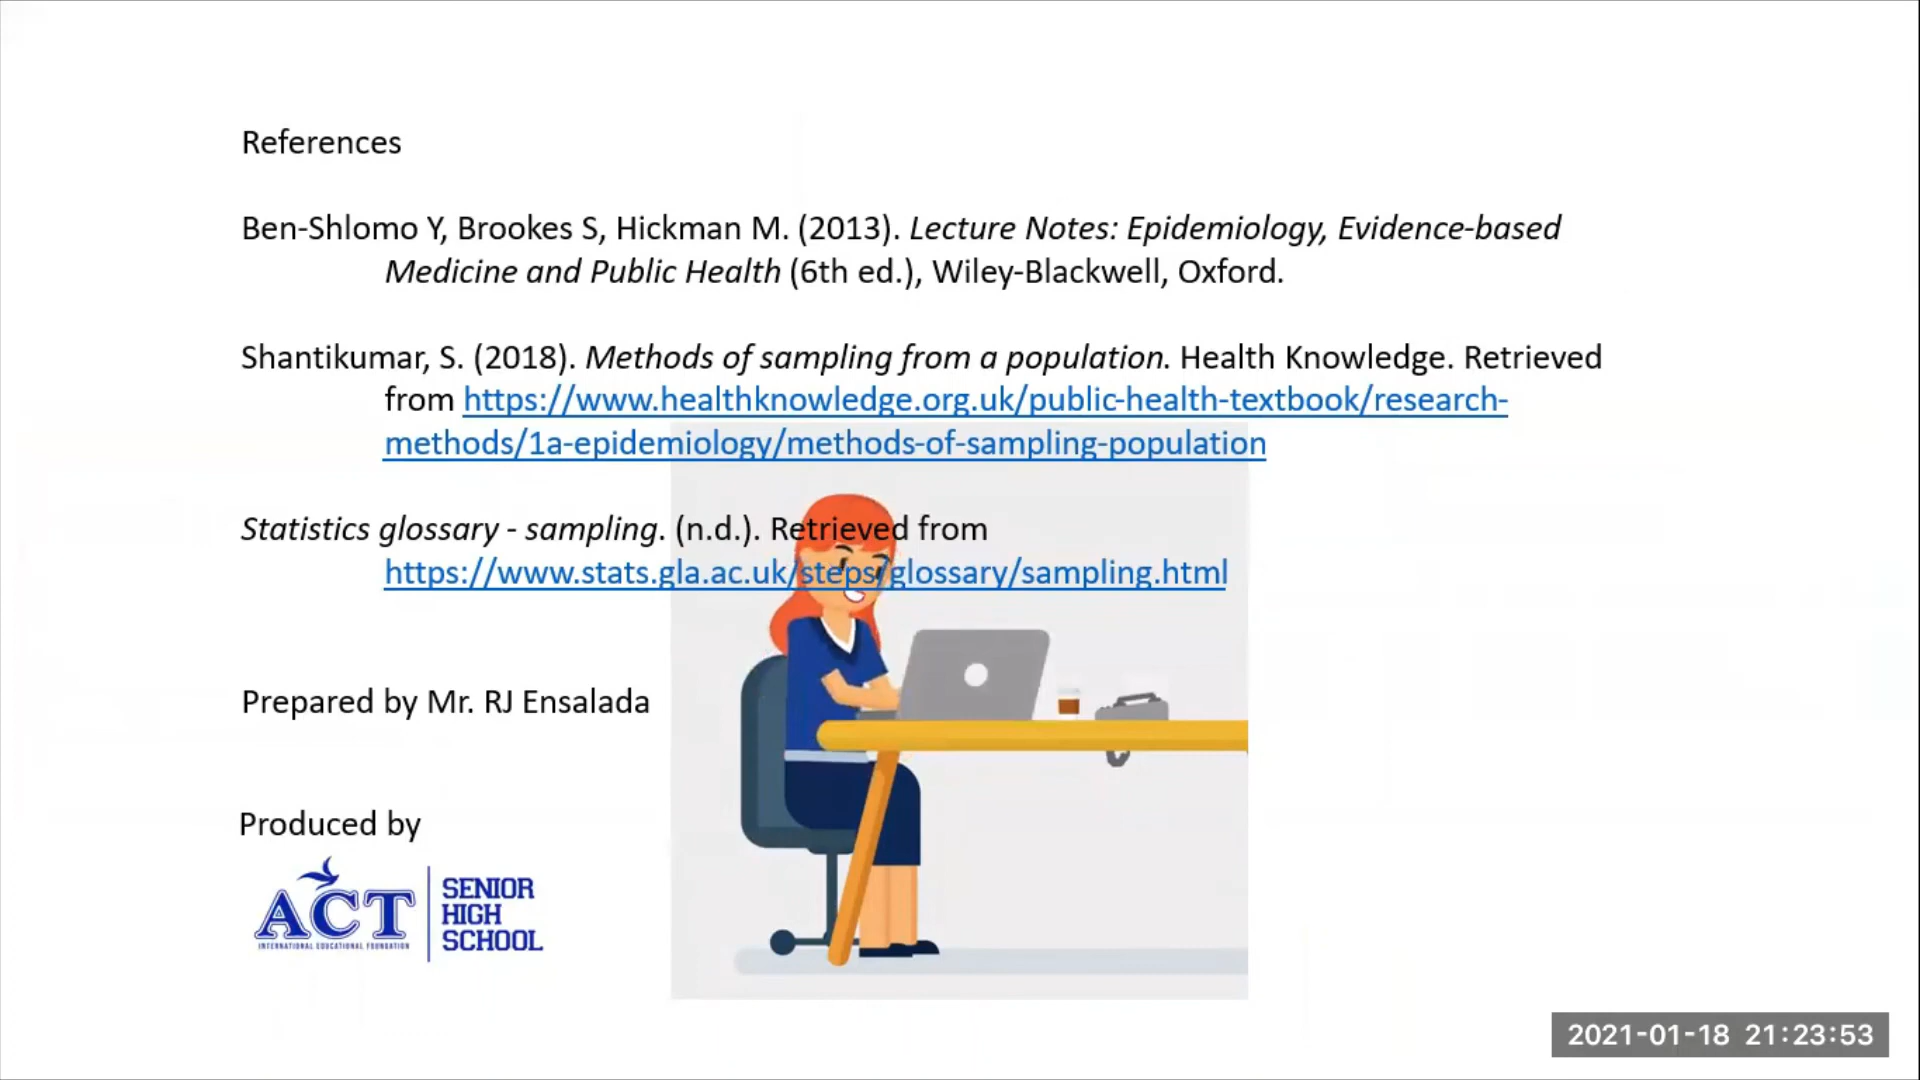 References
Ben-Shlomo Y, Brookes S, Hickman M. (2013). Lecture Notes: Epidemiology, Evidence-based
Medicine and Public Health (6th ed.), Wiley-Blackwell, Oxford.
Shantikumar, S. (2018). Methods of sampling from a population. Health Knowledge. Retrieved
from https://www.healthknowledge.org.uk/public-health-textbook/research-
methods/1a-epidemiology/methods-of-sampling-population
Statistics glossary - sampling. (n.d.). Retrieved from
https://www.stats.gla.ac.uk/steps/glossary/sampling.html
Prepared by Mr. RJ Ensalada
Produced by
ACT
INTERNATIONAL EDUCATIONAL FOUNDATION
SENIOR
HIGH
SCHOOL
2021-01-18 21:23:53